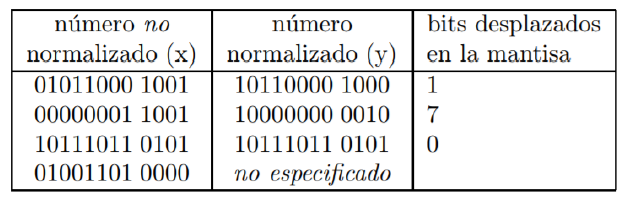 número no número bits desplazados
normalizado (x) normalizado (y) en la mantisa
01011000 1001 10110000 1000 1
00000001 1001 10000000 0010 7
10111011 0101 10111011 0101 0
01001101 0000 no especificado